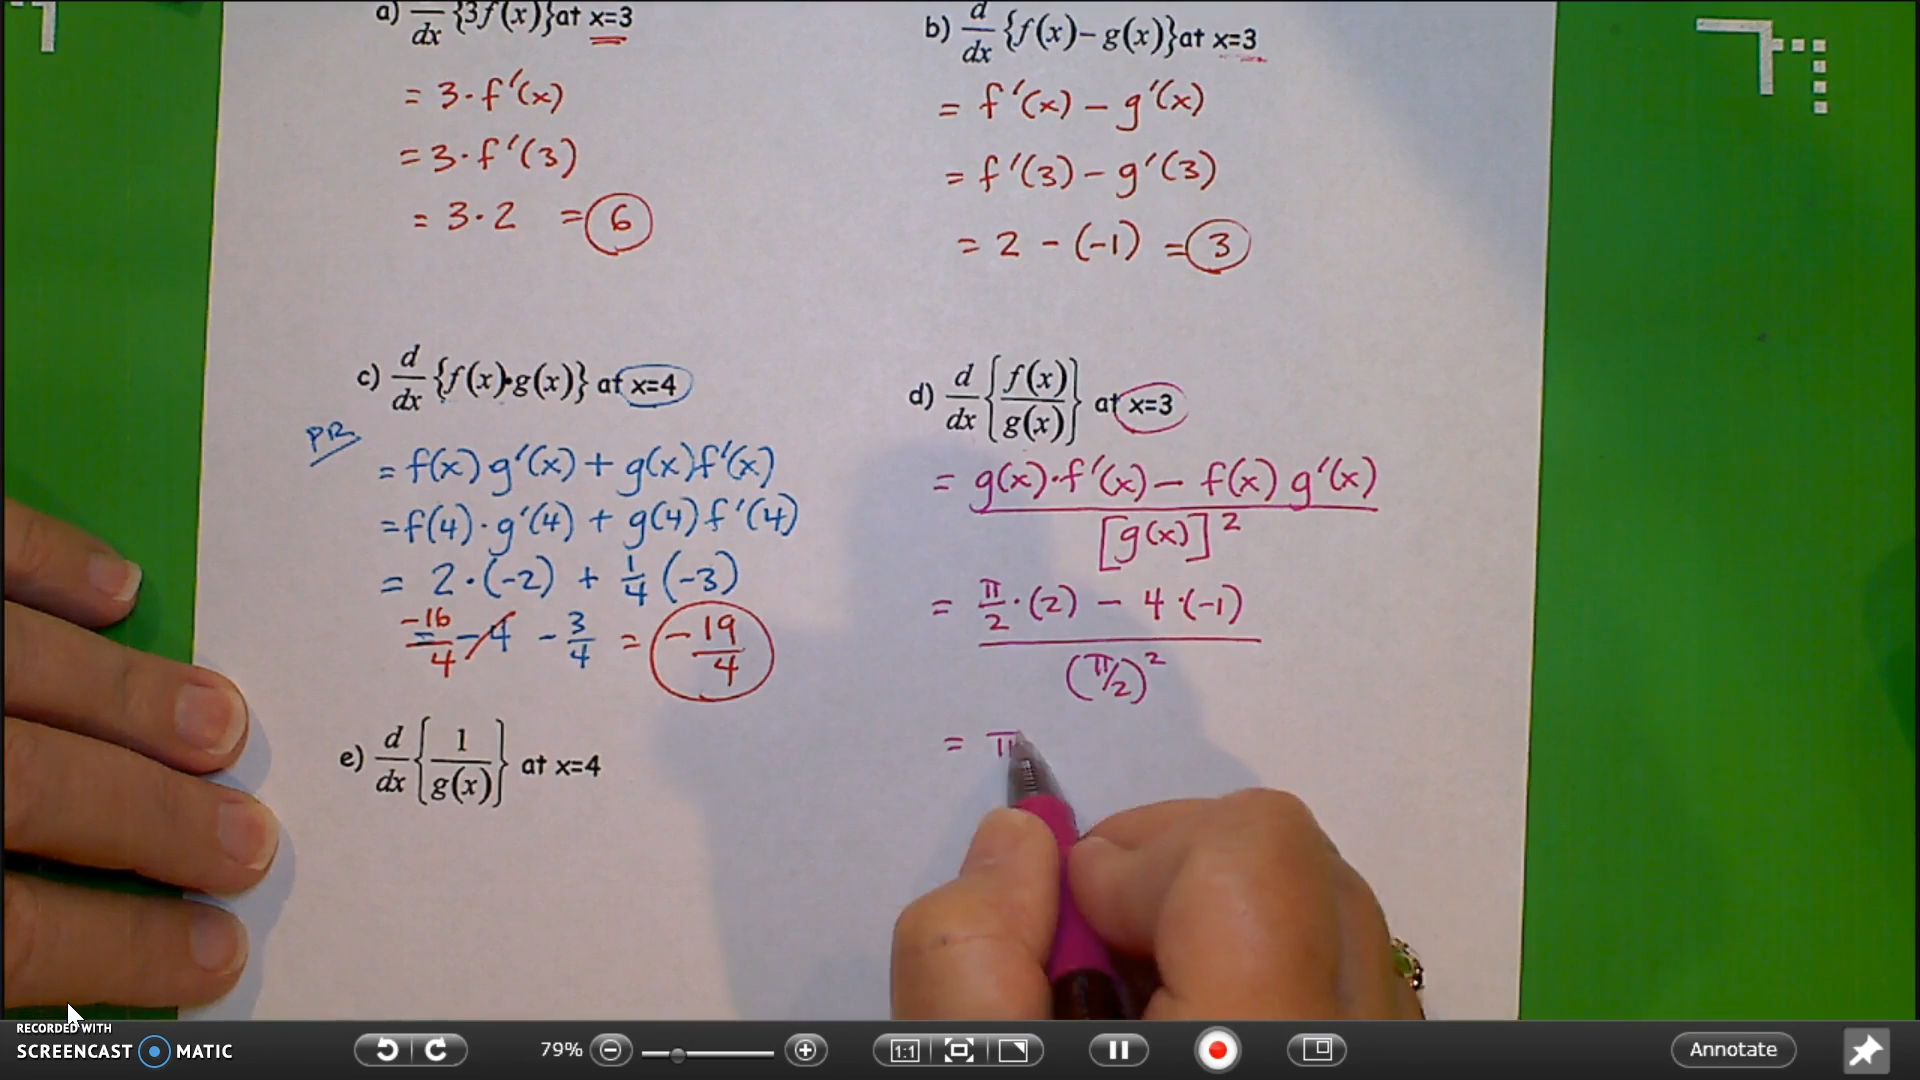 a) d/dx {3f(x)} at x=3
= 3·f'(x)
= 3·f'(3)
= 3·2 = 6
b) d/dx {f(x)-g(x)} at x=3
= f'(x) - g'(x)
= f'(3) - g'(3)
= 2 - (-1) = 3
c) d/dx {f(x)·g(x)} at x=4
PR
= f(x) g'(x) + g(x) f'(x)
= f(4)·g'(4) + g(4) f'(4)
= 2·(-2) + 1/4 (-3)
-16/4 = -4 - 3/4 = -19/4
d) d/dx {f(x)/g(x)} at x=3
= g(x)·f'(x) - f(x) g'(x)
[g(x)]²
= π/2·(2) - 4·(-1)
(π/2)²
= π
e) d/dx {1/g(x)} at x=4
RECORDED WITH
SCREENCAST MATIC
79%
1:1
Annotate